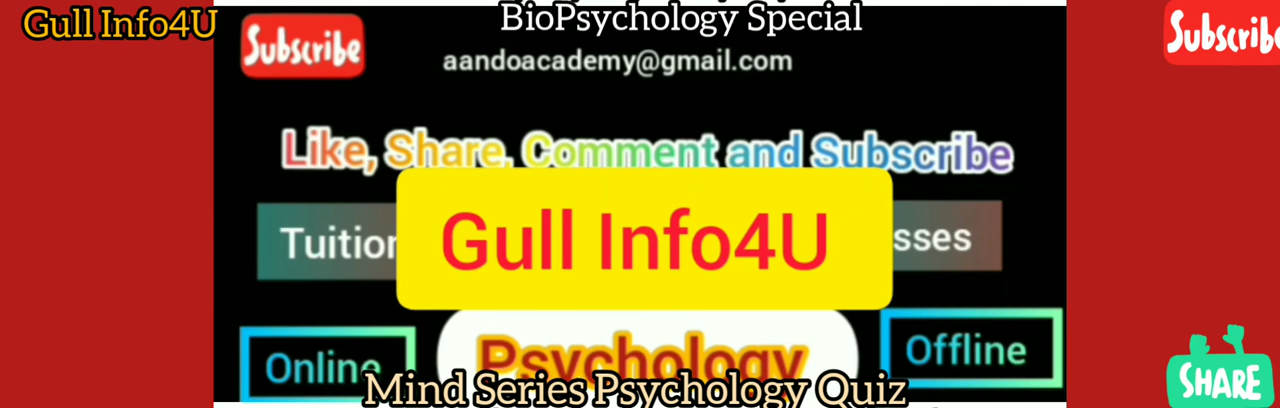 Gull Info4U
BioPsychology Special
Subscribe
Subscribe
aandoacademy@gmail.com
Like, Share, Comment and Subscribe
Gull Info4U
Psychology
Online
Offline
Mind Series Psychology Quiz
SHARE